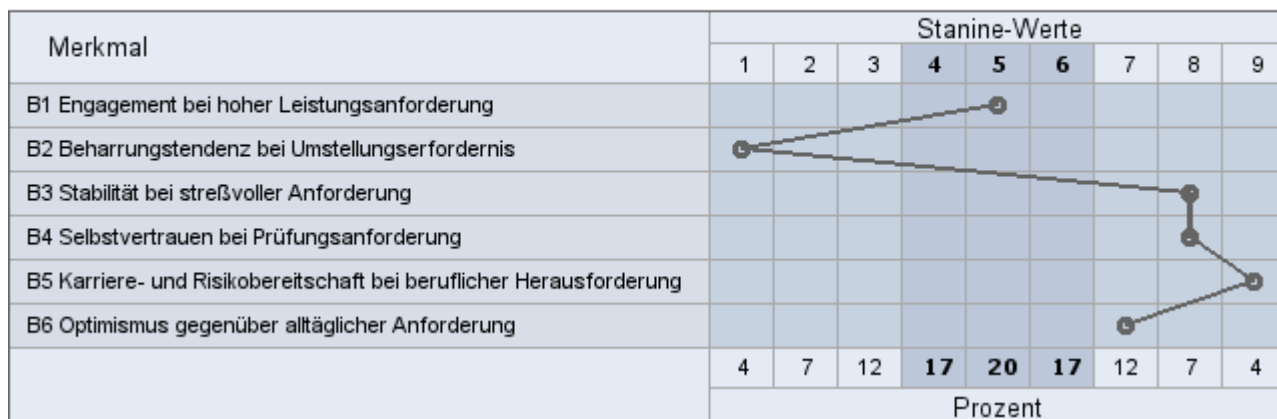 Merkmal
Stanine-Werte
1 2 3 4 5 6 7 8 9
B1 Engagement bei hoher Leistungsanforderung
B2 Beharrungstendenz bei Umstellungserfordernis
B3 Stabilität bei streßvoller Anforderung
B4 Selbstvertrauen bei Prüfungsanforderung
B5 Karriere- und Risikobereitschaft bei beruflicher Herausforderung
B6 Optimismus gegenüber alltäglicher Anforderung
4 7 12 17 20 17 12 7 4
Prozent